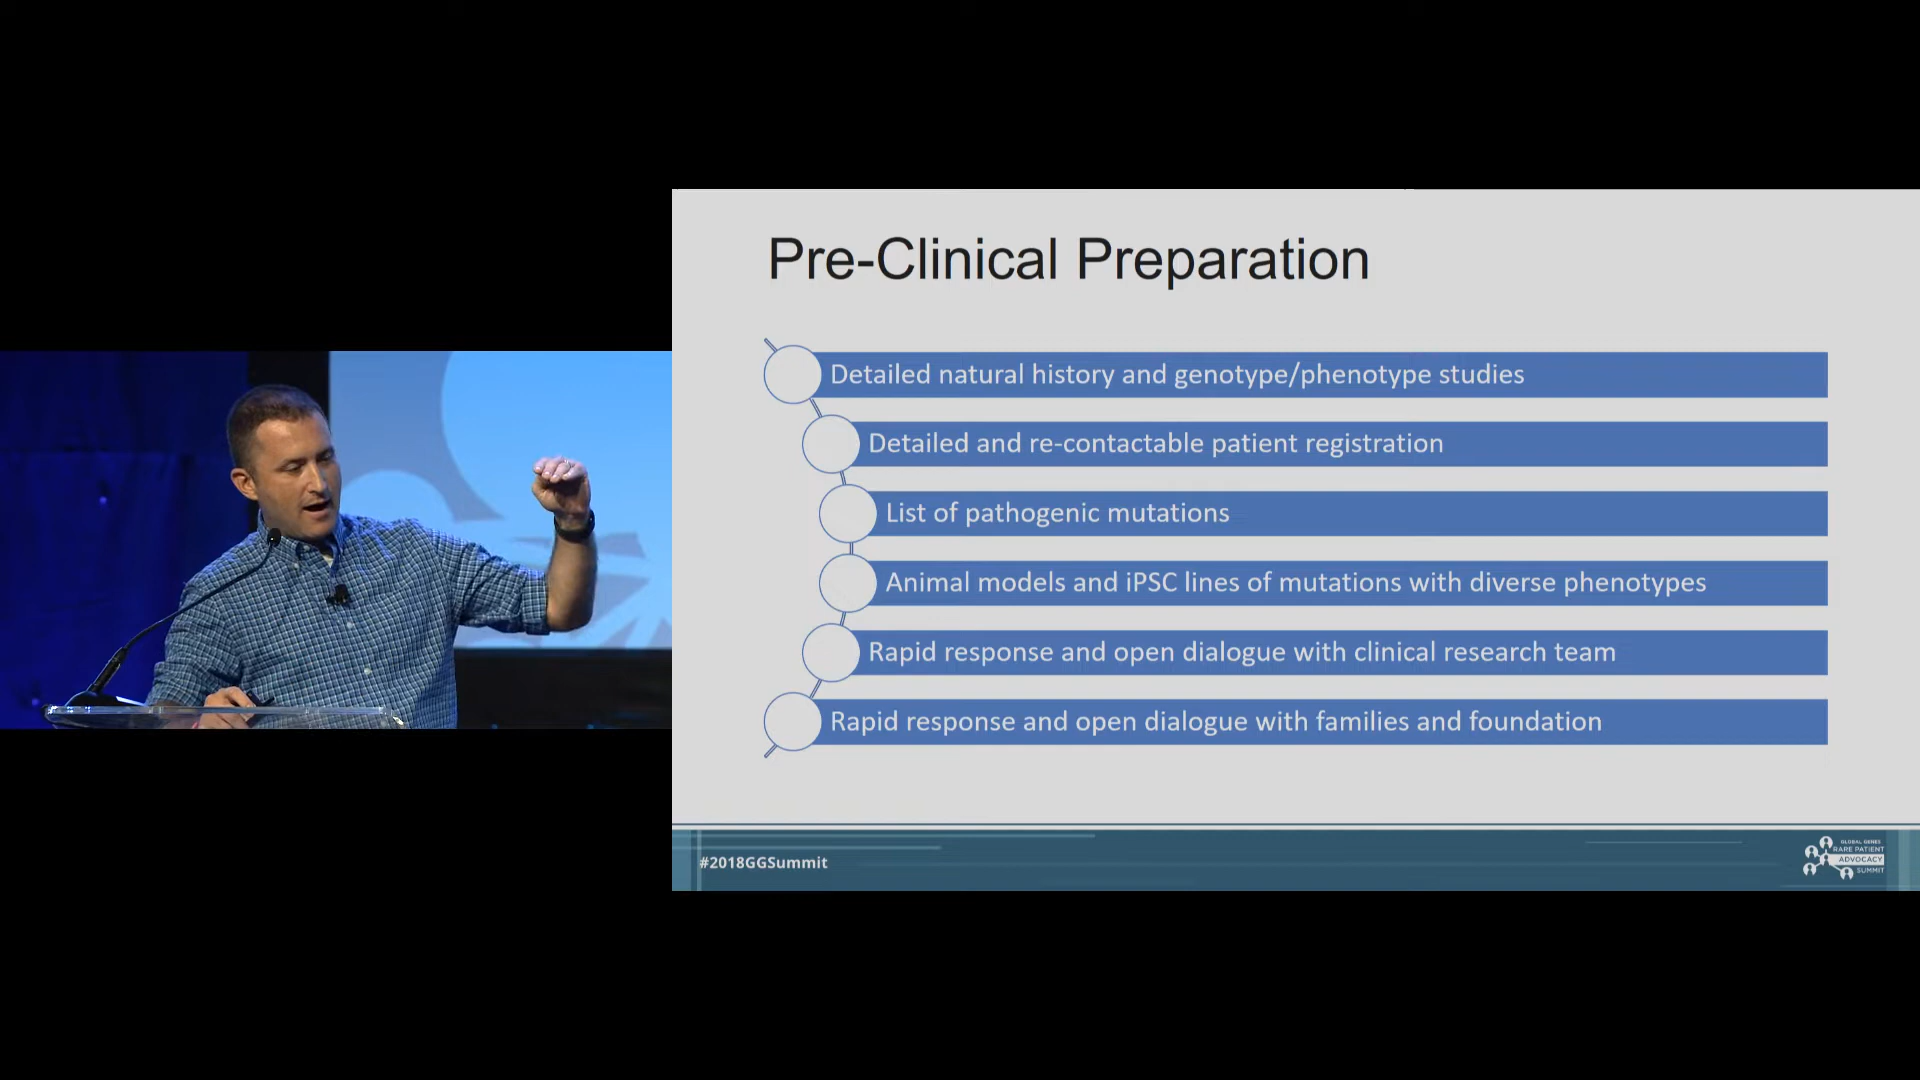 Pre-Clinical Preparation
Detailed natural history and genotype/phenotype studies
Detailed and re-contactable patient registration
List of pathogenic mutations
Animal models and iPSC lines of mutations with diverse phenotypes
Rapid response and open dialogue with clinical research team
Rapid response and open dialogue with families and foundation
#2018GGSummit
GLOBAL GENES
RARE PATIENT
ADVOCACY
SUMMIT